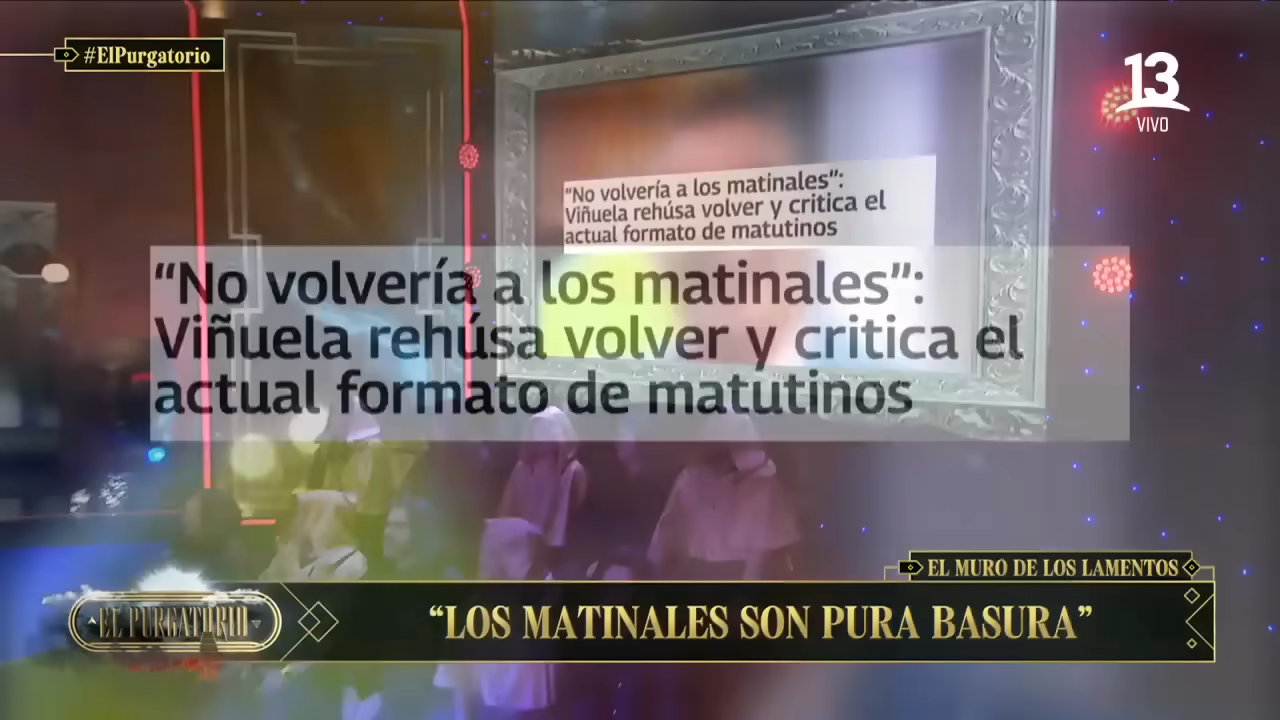 #ElPurgatorio
13
VIVO
“No volvería a los matinales”:
Viñuela rehúsa volver y critica el
actual formato de matutinos
“No volvería a los matinales”:
Viñuela rehúsa volver y critica el
actual formato de matutinos
EL MURO DE LOS LAMENTOS
EL PURGATORIO
“LOS MATINALES SON PURA BASURA”